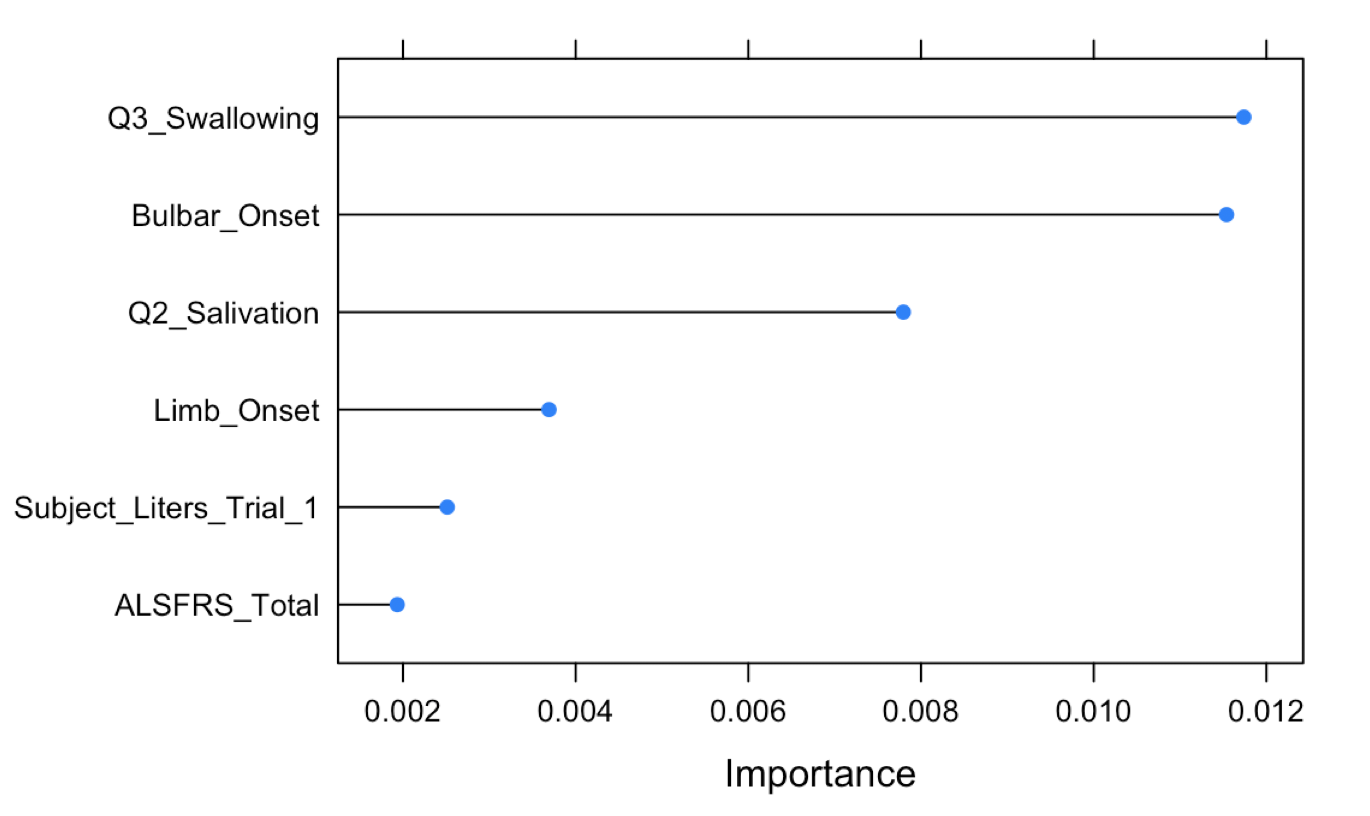 Q3_Swallowing
Bulbar_Onset
Q2_Salivation
Limb_Onset
Subject_Liters_Trial_1
ALSFRS_Total
0.002 0.004 0.006 0.008 0.010 0.012
Importance